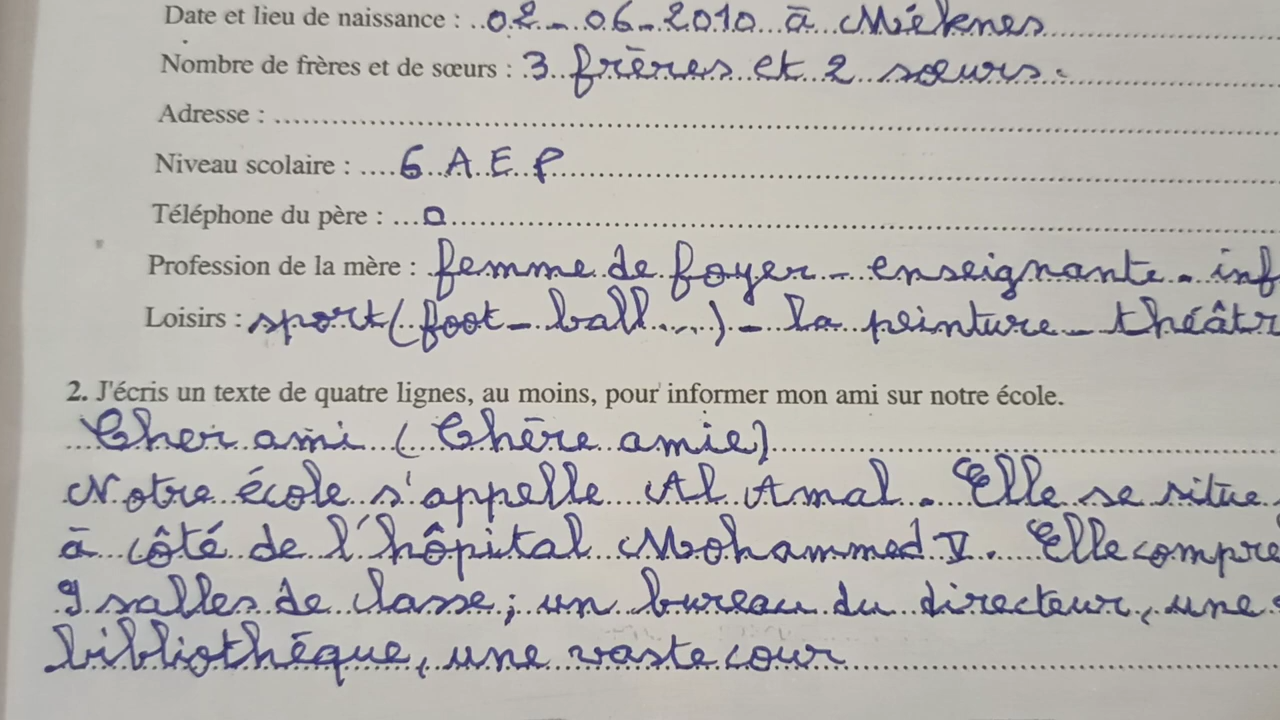 Date et lieu de naissance : 02 - 06 - 2010 à Mèknes
Nombre de frères et de sœurs : 3 frères et 2 sœurs.
Adresse :
Niveau scolaire : 6 A.E.P
Téléphone du père : 0
Profession de la mère : femme de foyer - enseignante - inf
Loisirs : sport (foot-ball....) - la peinture - théâtr
2. J'écris un texte de quatre lignes, au moins, pour informer mon ami sur notre école.
Cher ami (Chère amie)
Notre école s'appelle Al Amal. Elle se situe
à côté de l'hôpital Mohammed V. Elle compre
9 salles de classe; un bureau du directeur, une
bibliothèque, une vaste cour